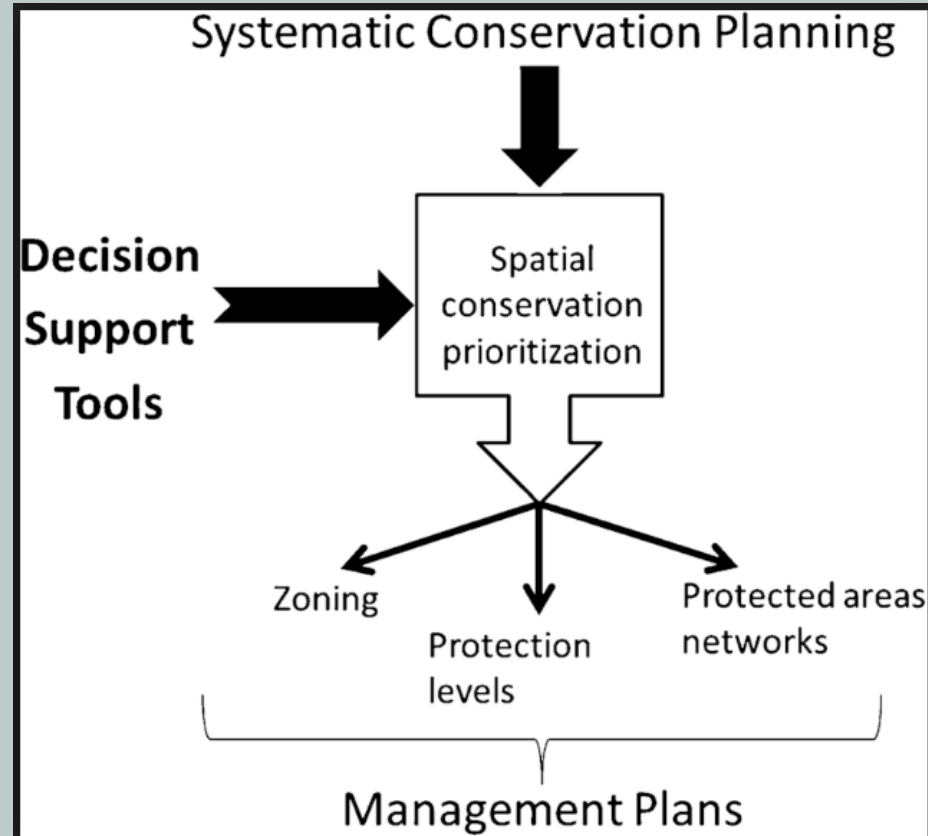 Systematic Conservation Planning
Decision
Support
Tools
Spatial
conservation
prioritization
Zoning
Protection
levels
Protected areas
networks
Management Plans